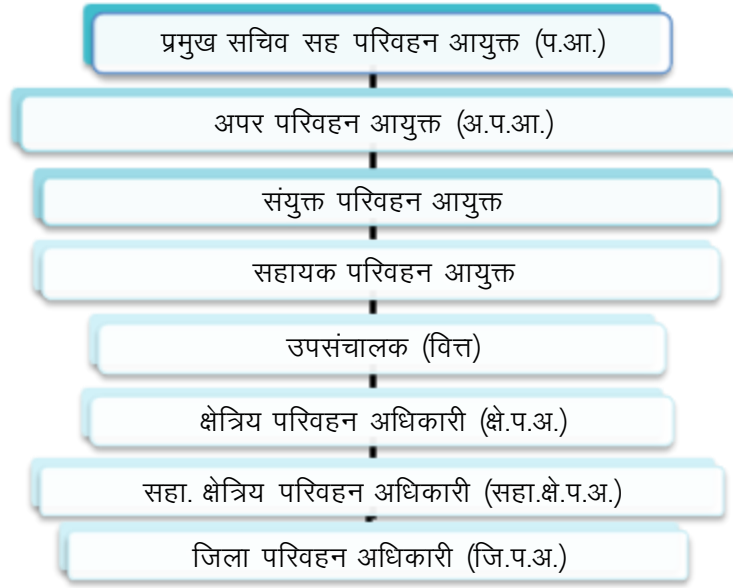 प्रमुख सचिव सह परिवहन आयुक्त (प.आ.)
अपर परिवहन आयुक्त (अ.प.आ.)
संयुक्त परिवहन आयुक्त
सहायक परिवहन आयुक्त
उपसंचालक (वित्त)
क्षेत्रिय परिवहन अधिकारी (क्षे.प.अ.)
सहा. क्षेत्रिय परिवहन अधिकारी (सहा.क्षे.प.अ.)
जिला परिवहन अधिकारी (जि.प.अ.)